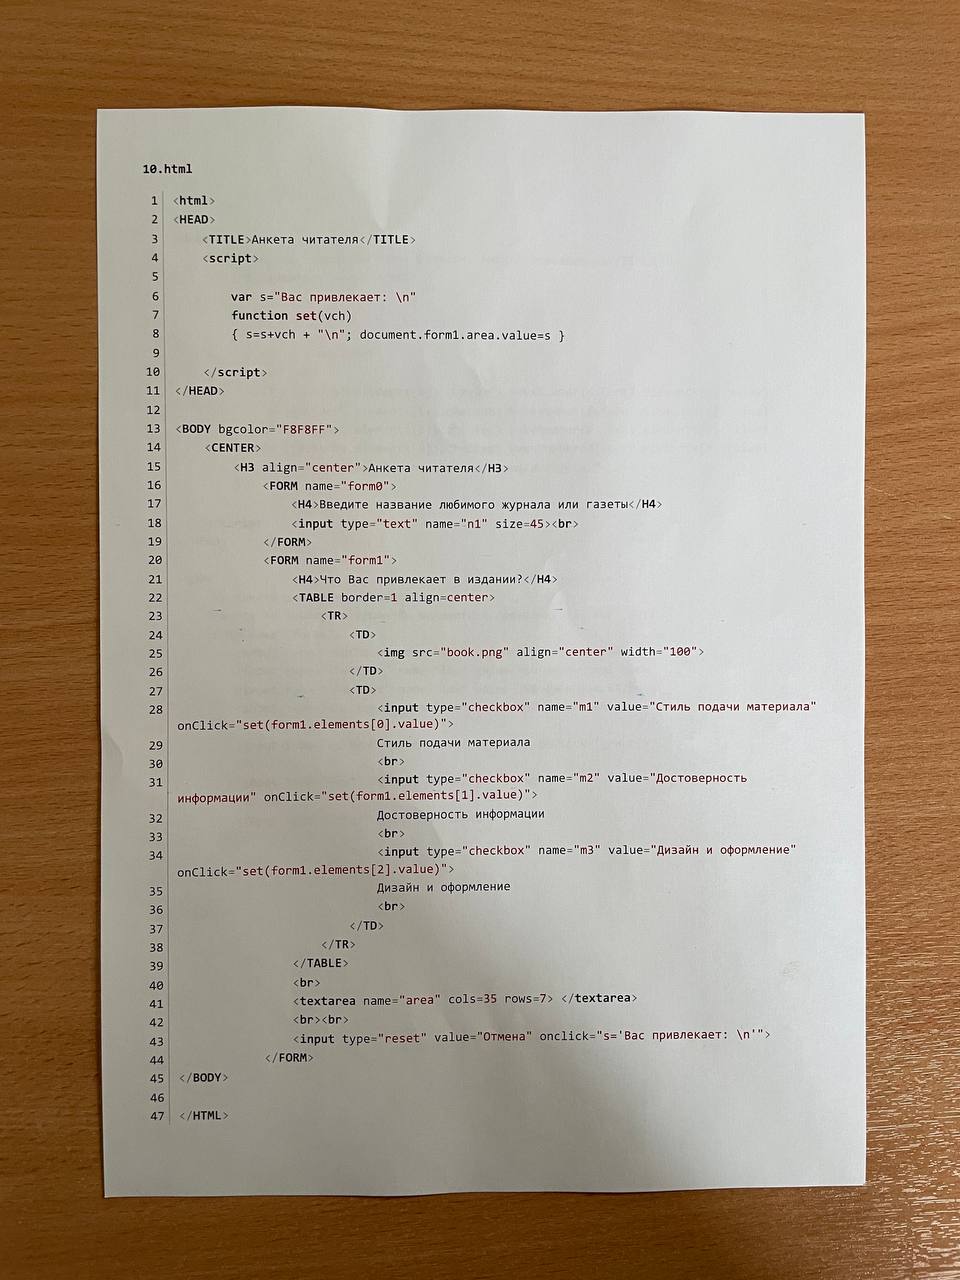 10.html
1 <html>
2 <HEAD>
3 <TITLE>Анкета читателя</TITLE>
4 <script>
5
6 var s="Вас привлекает: \n"
7 function set(vch)
8 { s=s+vch + "\n"; document.form1.area.value=s }
9
10 </script>
11 </HEAD>
12
13 <BODY bgcolor="F8F8FF">
14 <CENTER>
15 <H3 align="center">Анкета читателя</H3>
16 <FORM name="form0">
17 <H4>Введите название любимого журнала или газеты</H4>
18 <input type="text" name="n1" size=45><br>
19 </FORM>
20 <FORM name="form1">
21 <H4>Что Вас привлекает в издании?</H4>
22 <TABLE border=1 align=center>
23 <TR>
24 <TD>
25 <img src="book.png" align="center" width="100">
26 </TD>
27 <TD>
28 <input type="checkbox" name="m1" value="Стиль подачи материала"
onClick="set(form1.elements[0].value)">
29 Стиль подачи материала
30 <br>
31 <input type="checkbox" name="m2" value="Достоверность
информации" onClick="set(form1.elements[1].value)">
32 Достоверность информации
33 <br>
34 <input type="checkbox" name="m3" value="Дизайн и оформление"
onClick="set(form1.elements[2].value)">
35 Дизайн и оформление
36 <br>
37 </TD>
38 </TR>
39 </TABLE>
40 <br>
41 <textarea name="area" cols=35 rows=7> </textarea>
42 <br><br>
43 <input type="reset" value="Отмена" onclick="s='Вас привлекает: \n'">
44 </FORM>
45 </BODY>
46
47 </HTML>